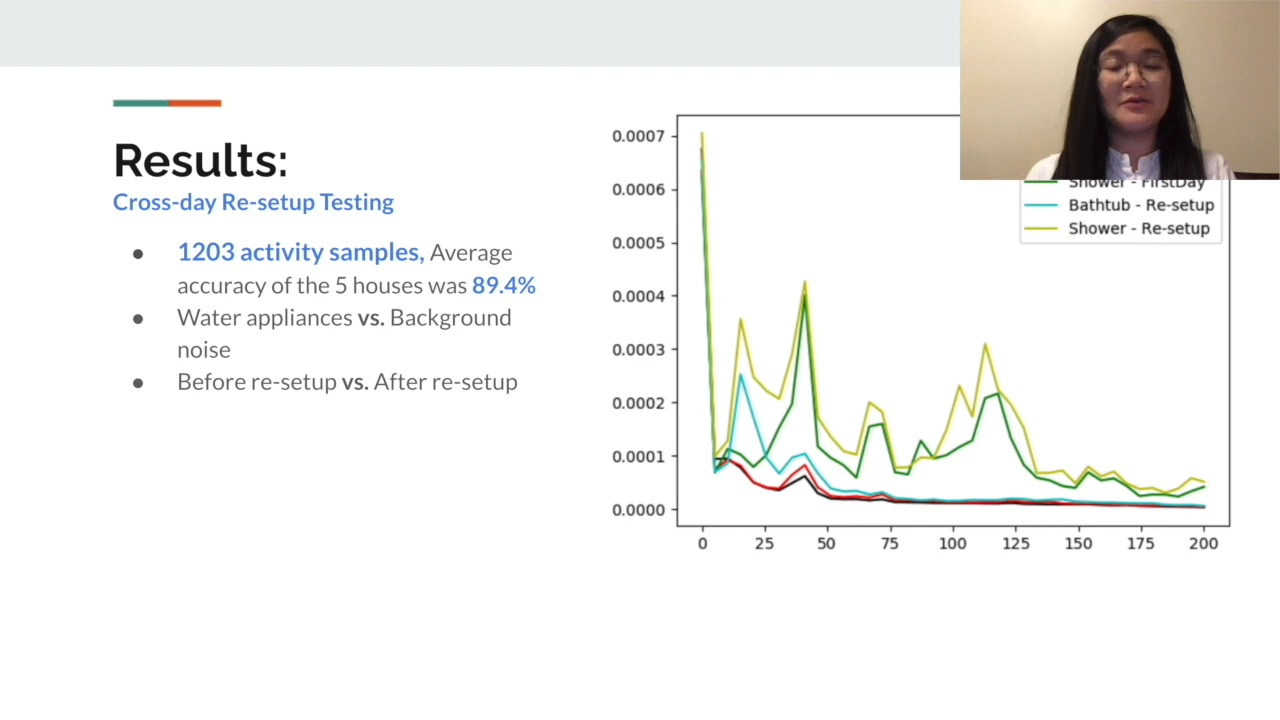 Results:
Cross-day Re-setup Testing
● 1203 activity samples, Average
accuracy of the 5 houses was 89.4%
● Water appliances vs. Background
noise
● Before re-setup vs. After re-setup
0.0007
0.0006
0.0005
0.0004
0.0003
0.0002
0.0001
0.0000
0 25 50 75 100 125 150 175 200
Shower - FirstDay
Bathtub - Re-setup
Shower - Re-setup